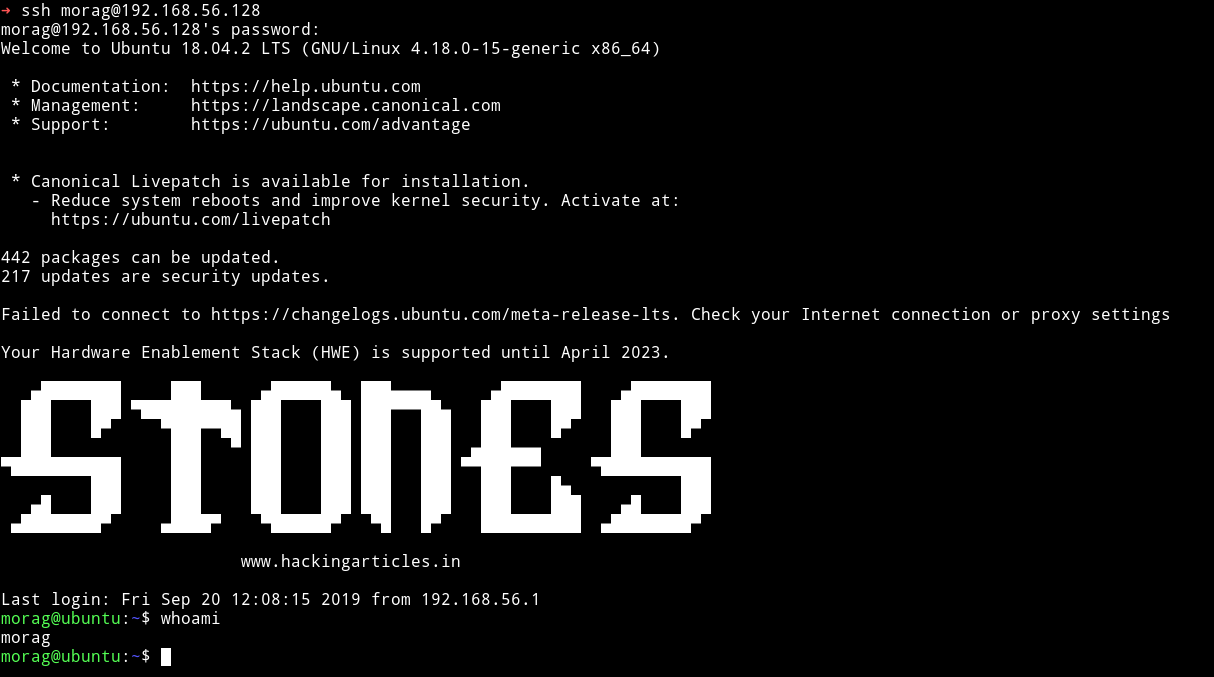 ➜ ssh morag@192.168.56.128
morag@192.168.56.128's password:
Welcome to Ubuntu 18.04.2 LTS (GNU/Linux 4.18.0-15-generic x86_64)
* Documentation:  https://help.ubuntu.com
* Management:     https://landscape.canonical.com
* Support:        https://ubuntu.com/advantage
* Canonical Livepatch is available for installation.
- Reduce system reboots and improve kernel security. Activate at:
https://ubuntu.com/livepatch
442 packages can be updated.
217 updates are security updates.
Failed to connect to https://changelogs.ubuntu.com/meta-release-lts. Check your Internet connection or proxy settings
Your Hardware Enablement Stack (HWE) is supported until April 2023.
STONES
www.hackingarticles.in
Last login: Fri Sep 20 12:08:15 2019 from 192.168.56.1
morag@ubuntu:~$ whoami
morag
morag@ubuntu:~$